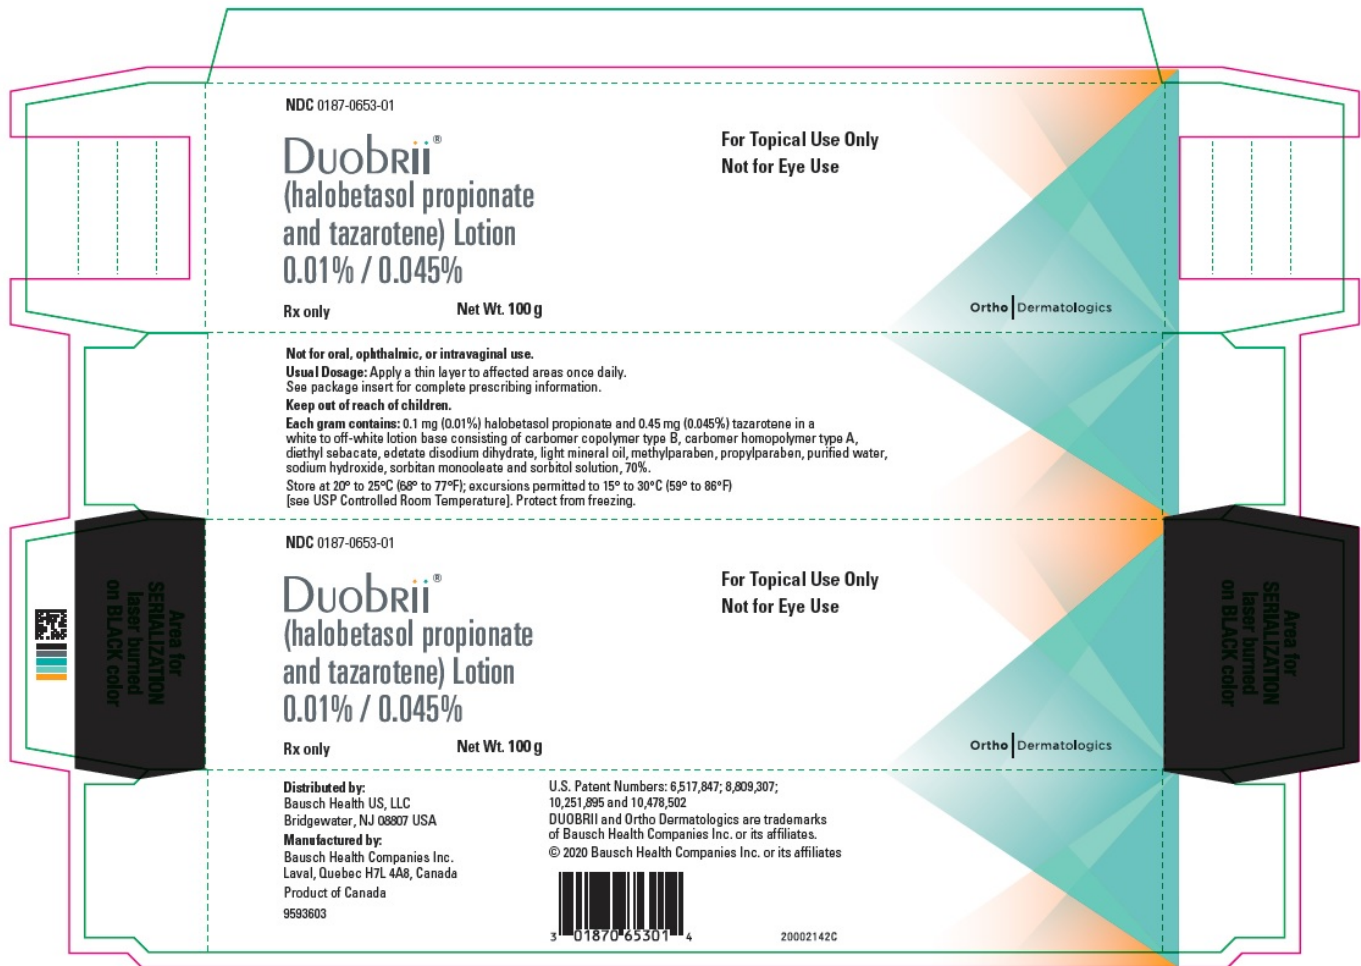 NDC 0187-0653-01
DUOBRii®
(halobetasol propionate
and tazarotene) Lotion
0.01% / 0.045%
Rx only
Net Wt. 100 g
For Topical Use Only
Not for Eye Use
Ortho | Dermatologics
Not for oral, ophthalmic, or intravaginal use.
Usual Dosage: Apply a thin layer to affected areas once daily.
See package insert for complete prescribing information.
Keep out of reach of children.
Each gram contains: 0.1 mg (0.01%) halobetasol propionate and 0.45 mg (0.045%) tazarotene in a
white to off-white lotion base consisting of carbomer copolymer type B, carbomer homopolymer type A,
diethyl sebacate, edetate disodium dihydrate, light mineral oil, methylparaben, propylparaben, purified water,
sodium hydroxide, sorbitan monooleate and sorbitol solution, 70%.
Store at 20° to 25°C (68° to 77°F); excursions permitted to 15° to 30°C (59° to 86°F)
[see USP Controlled Room Temperature]. Protect from freezing.
Area for
SERIALIZATION
laser burned
on BLACK color
NDC 0187-0653-01
DUOBRii®
(halobetasol propionate
and tazarotene) Lotion
0.01% / 0.045%
Rx only
Net Wt. 100 g
For Topical Use Only
Not for Eye Use
Ortho | Dermatologics
Area for
SERIALIZATION
laser burned
on BLACK color
Distributed by:
Bausch Health US, LLC
Bridgewater, NJ 08807 USA
Manufactured by:
Bausch Health Companies Inc.
Laval, Quebec H7L 4A8, Canada
Product of Canada
9593603
U.S. Patent Numbers: 6,517,847; 8,809,307;
10,251,895 and 10,478,502
DUOBRII and Ortho Dermatologics are trademarks
of Bausch Health Companies Inc. or its affiliates.
© 2020 Bausch Health Companies Inc. or its affiliates
3 01870 65301 4
20002142C